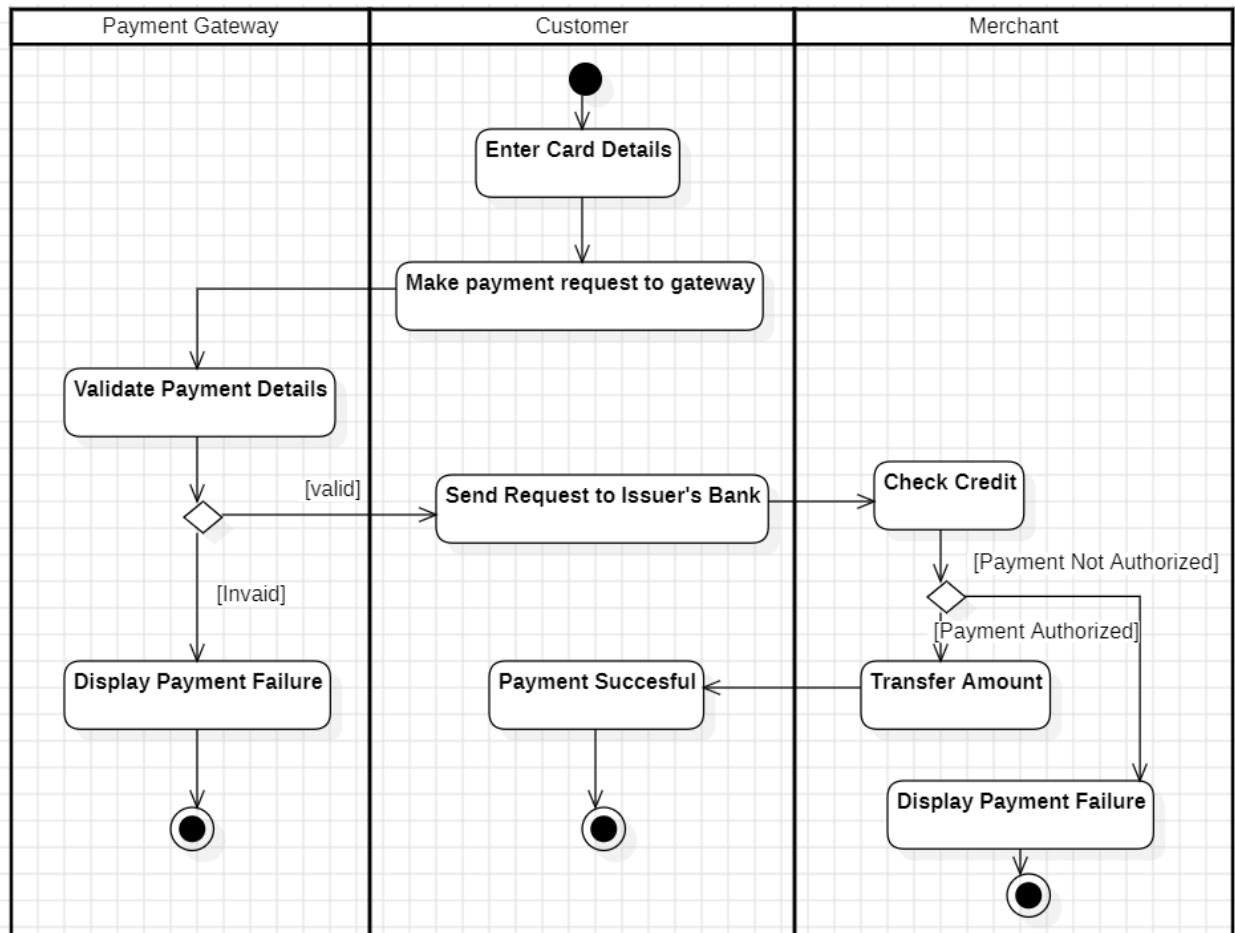 Payment Gateway
Customer
Merchant
Enter Card Details
Make payment request to gateway
Validate Payment Details
[valid]
Send Request to Issuer's Bank
Check Credit
[Payment Not Authorized]
[Invaid]
[Payment Authorized]
Display Payment Failure
Payment Succesful
Transfer Amount
Display Payment Failure